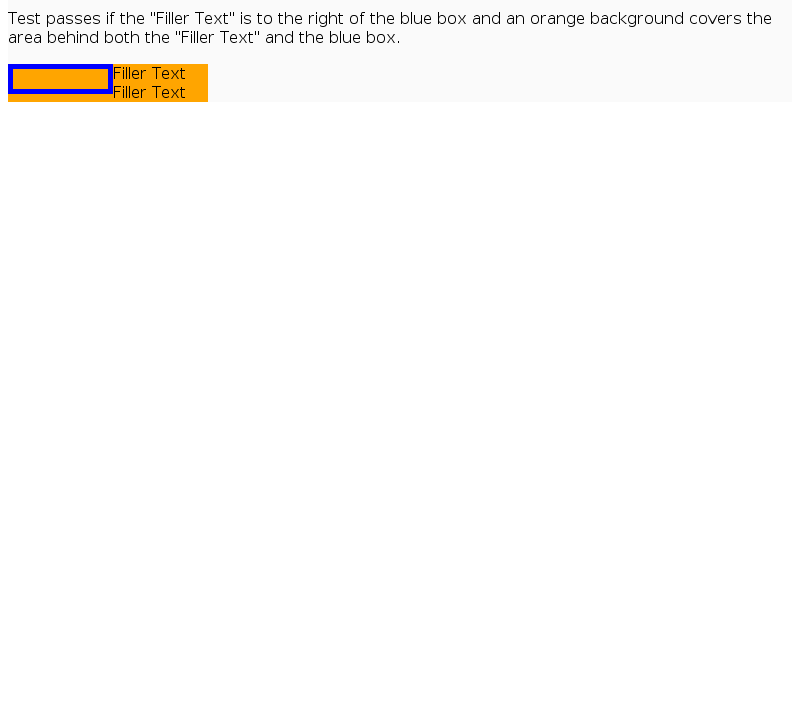 Test passes if the "Filler Text" is to the right of the blue box and an orange background covers the
area behind both the "Filler Text" and the blue box.
Filler Text
Filler Text